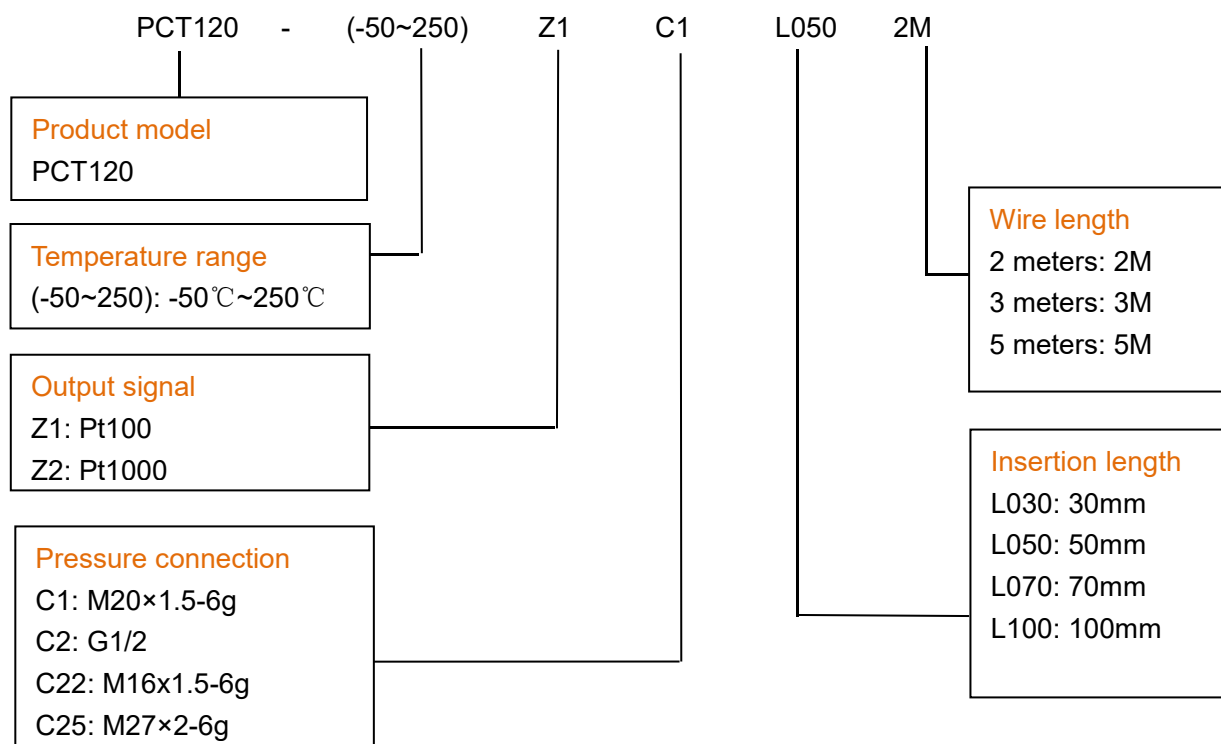 PCT120 - (-50~250) Z1 C1 L050 2M
Product model
PCT120
Temperature range
(-50~250): -50℃~250℃
Output signal
Z1: Pt100
Z2: Pt1000
Pressure connection
C1: M20×1.5-6g
C2: G1/2
C22: M16x1.5-6g
C25: M27×2-6g
Wire length
2 meters: 2M
3 meters: 3M
5 meters: 5M
Insertion length
L030: 30mm
L050: 50mm
L070: 70mm
L100: 100mm